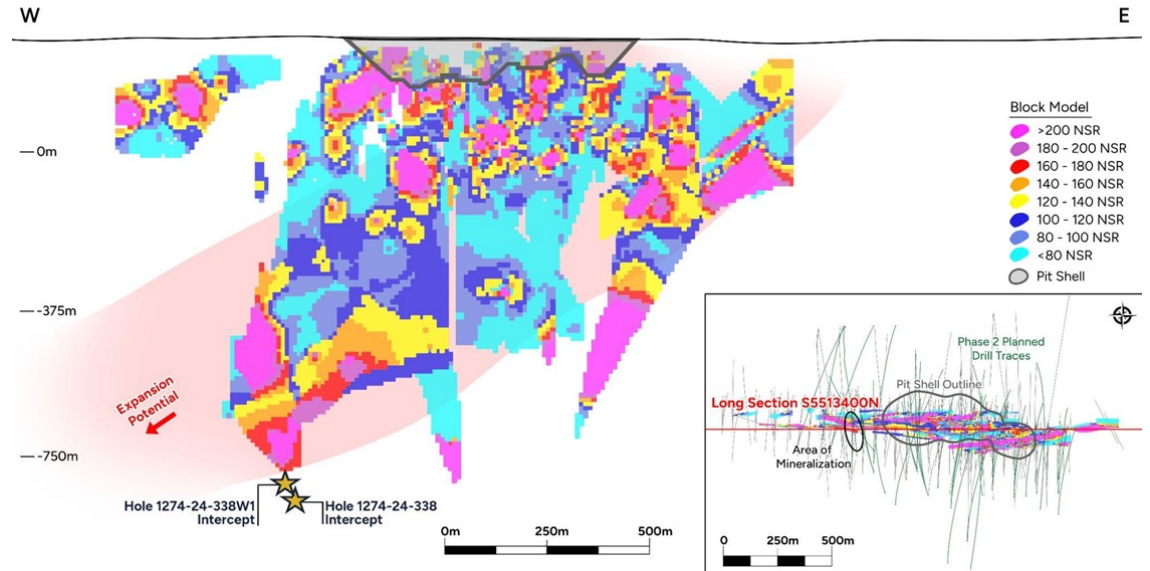 W
E
0m
-375m
-750m
Expansion
Potential
Hole 1274-24-338W1
Intercept
Hole 1274-24-338
Intercept
0m
250m
500m
Block Model
>200 NSR
180 - 200 NSR
160 - 180 NSR
140 - 160 NSR
120 - 140 NSR
100 - 120 NSR
80 - 100 NSR
<80 NSR
Pit Shell
Phase 2 Planned
Drill Traces
Pit Shell Outline
Long Section S5513400N
Area of
Mineralization
0
250m
500m